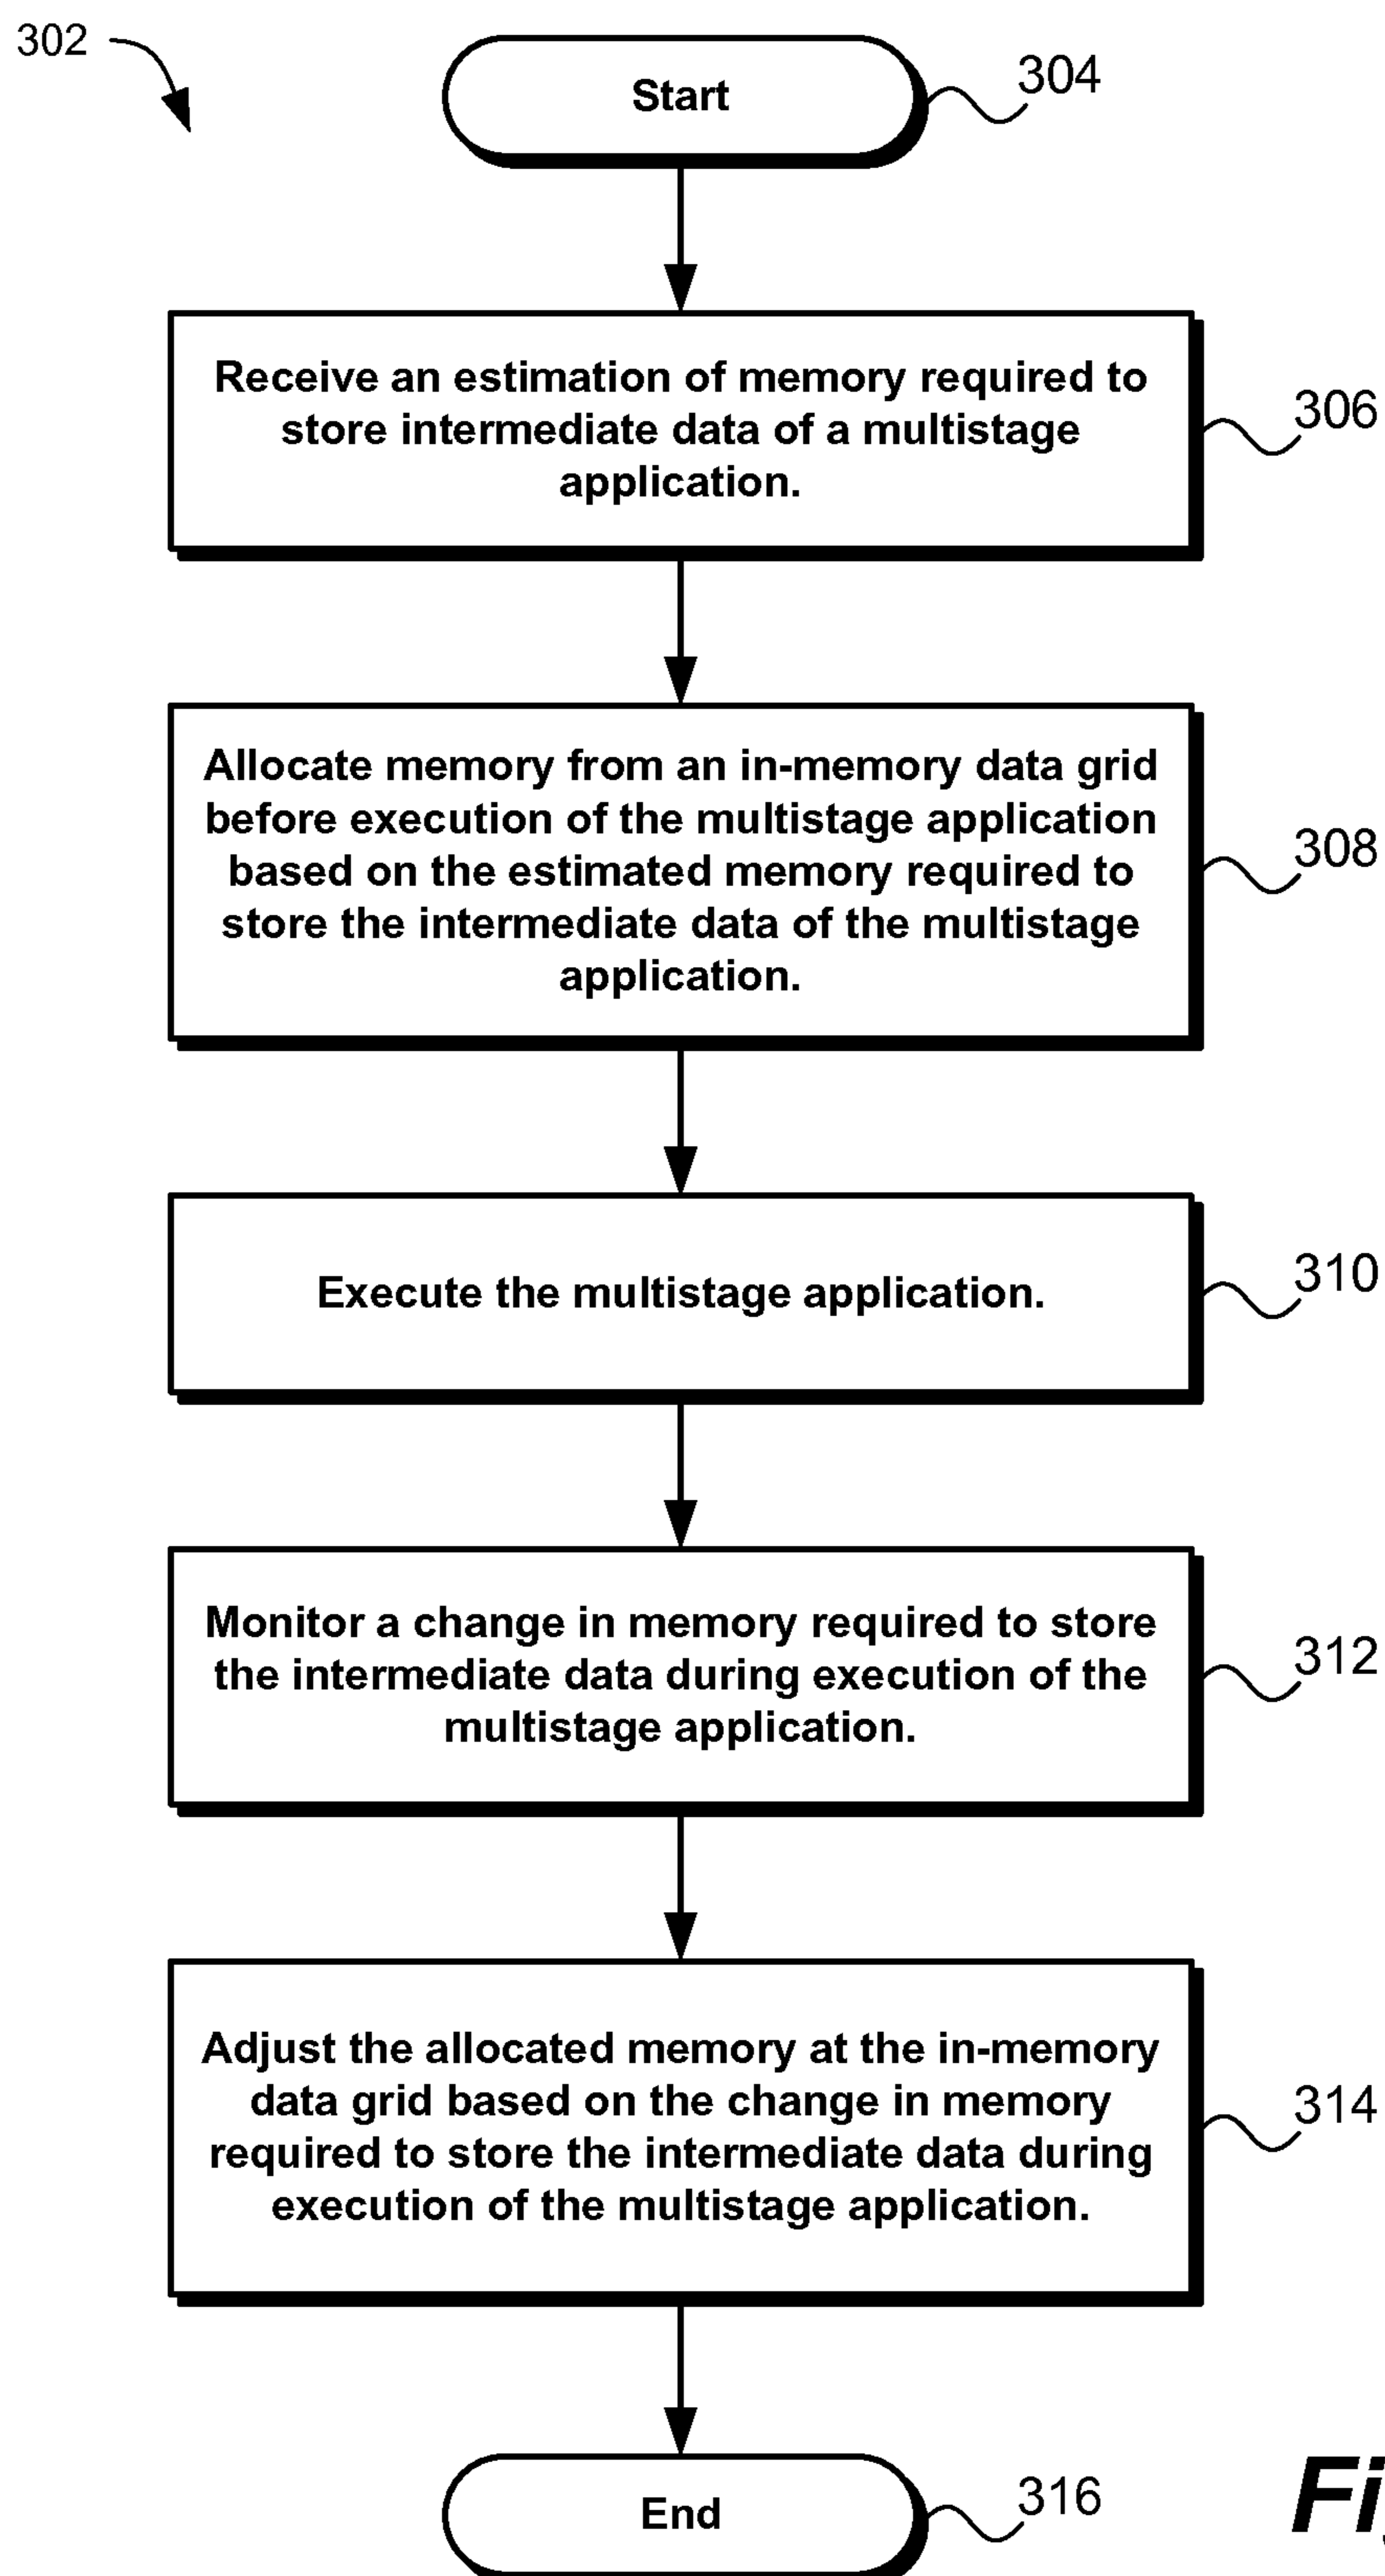 302
Start
304
Receive an estimation of memory required to
store intermediate data of a multistage
application.
306
Allocate memory from an in-memory data grid
before execution of the multistage application
based on the estimated memory required to
store the intermediate data of the multistage
application.
308
Execute the multistage application.
310
Monitor a change in memory required to store
the intermediate data during execution of the
multistage application.
312
Adjust the allocated memory at the in-memory
data grid based on the change in memory
required to store the intermediate data during
execution of the multistage application.
314
End
316